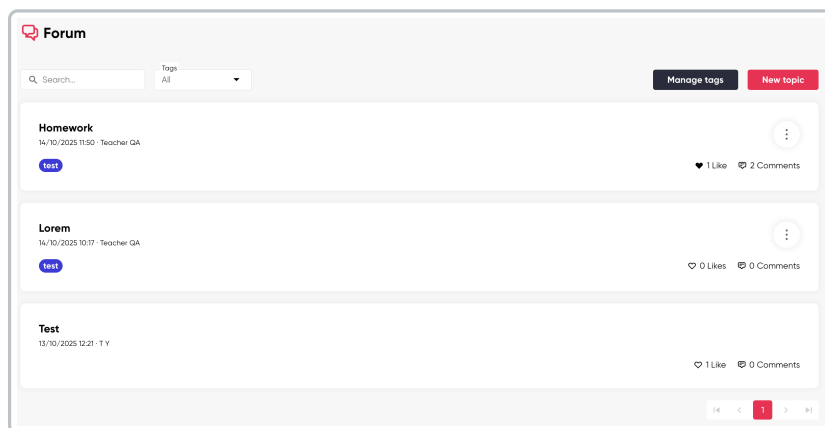 Forum
Search...
Tags
All
Manage tags
New topic
Homework
14/10/2025 11:50 · Teacher QA
test
1 Like
2 Comments
Lorem
14/10/2025 10:17 · Teacher QA
test
0 Likes
0 Comments
Test
13/10/2025 12:21 · T Y
1 Like
0 Comments
1